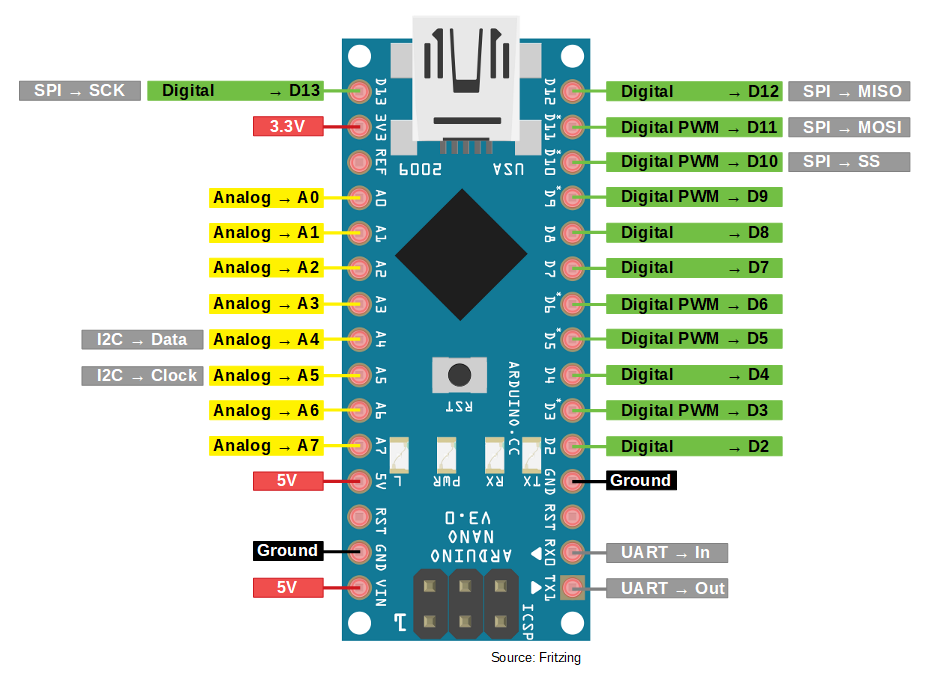 SPI → SCK Digital → D13 D13 D12 Digital → D12 SPI → MISO
3.3V 3V3 D11* Digital PWM → D11 SPI → MOSI
REF D10* Digital PWM → D10 SPI → SS
2009 USA
Analog → A0 A0 D9* Digital PWM → D9
Analog → A1 A1 D8 Digital → D8
Analog → A2 A2 D7 Digital → D7
Analog → A3 A3 D6* Digital PWM → D6
I2C → Data Analog → A4 A4 D5* Digital PWM → D5
I2C → Clock Analog → A5 A5 D4 Digital → D4
RST
ARDUINO.CC
Analog → A6 A6 D3* Digital PWM → D3
Analog → A7 A7 D2 Digital → D2
5V 5V L PWR RX TX GND Ground
RST RST
V3.0
NANO
ARDUINO
Ground GND RX0 UART → In
5V VIN TX1 UART → Out
1 ICSP
Source: Fritzing